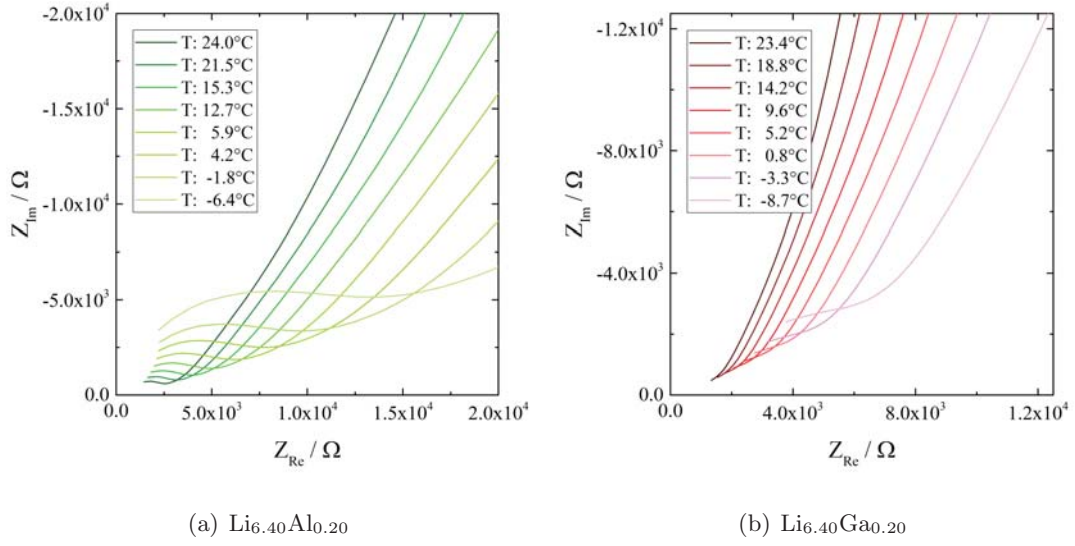 -2.0x10⁴
-1.5x10⁴
-1.0x10⁴
-5.0x10³
0.0
Z_Im / Ω
T: 24.0°C
T: 21.5°C
T: 15.3°C
T: 12.7°C
T: 5.9°C
T: 4.2°C
T: -1.8°C
T: -6.4°C
0.0 5.0x10³ 1.0x10⁴ 1.5x10⁴ 2.0x10⁴
Z_Re / Ω
(a) Li₆.₄₀Al₀.₂₀
-1.2x10⁴
-8.0x10³
-4.0x10³
0.0
Z_Im / Ω
T: 23.4°C
T: 18.8°C
T: 14.2°C
T: 9.6°C
T: 5.2°C
T: 0.8°C
T: -3.3°C
T: -8.7°C
0.0 4.0x10³ 8.0x10³ 1.2x10⁴
Z_Re / Ω
(b) Li₆.₄₀Ga₀.₂₀